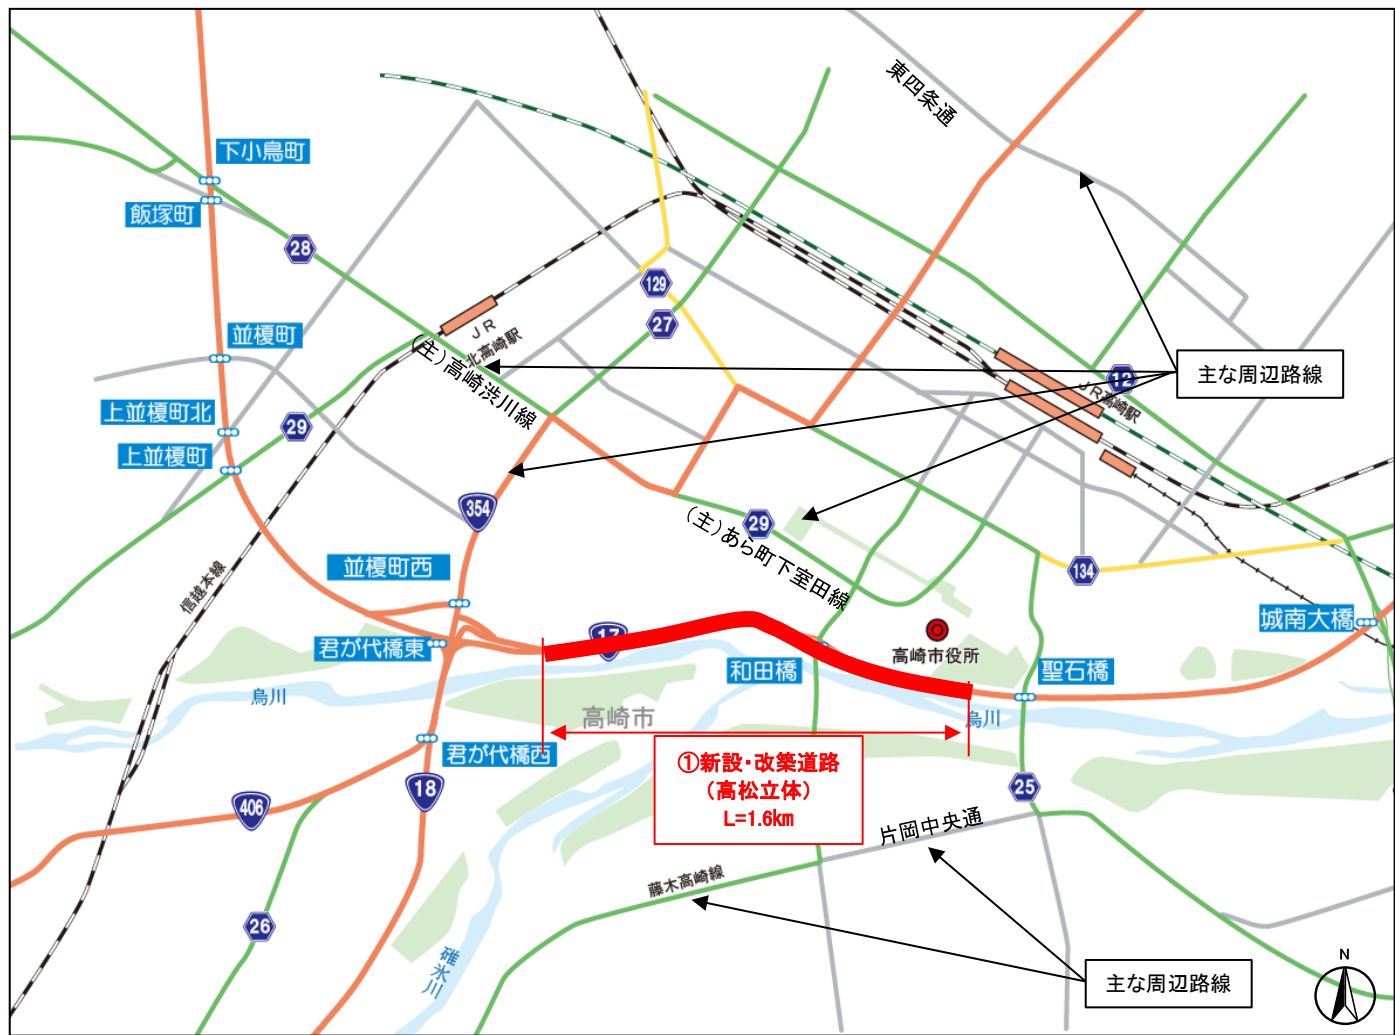 東四条通
下小鳥町
飯塚町
28
129
27
並榎町
JR
北高崎駅
(主)高崎渋川線
12
JR高崎駅
主な周辺路線
上並榎町北
29
上並榎町
354
(主)あら町下室田線
29
134
並榎町西
信越本線
君が代橋東
17
和田橋
高崎市役所
聖石橋
城南大橋
烏川
高崎市
烏川
君が代橋西
①新設・改築道路
(高松立体)
L=1.6km
18
406
25
片岡中央通
藤木高崎線
26
碓氷川
主な周辺路線
N